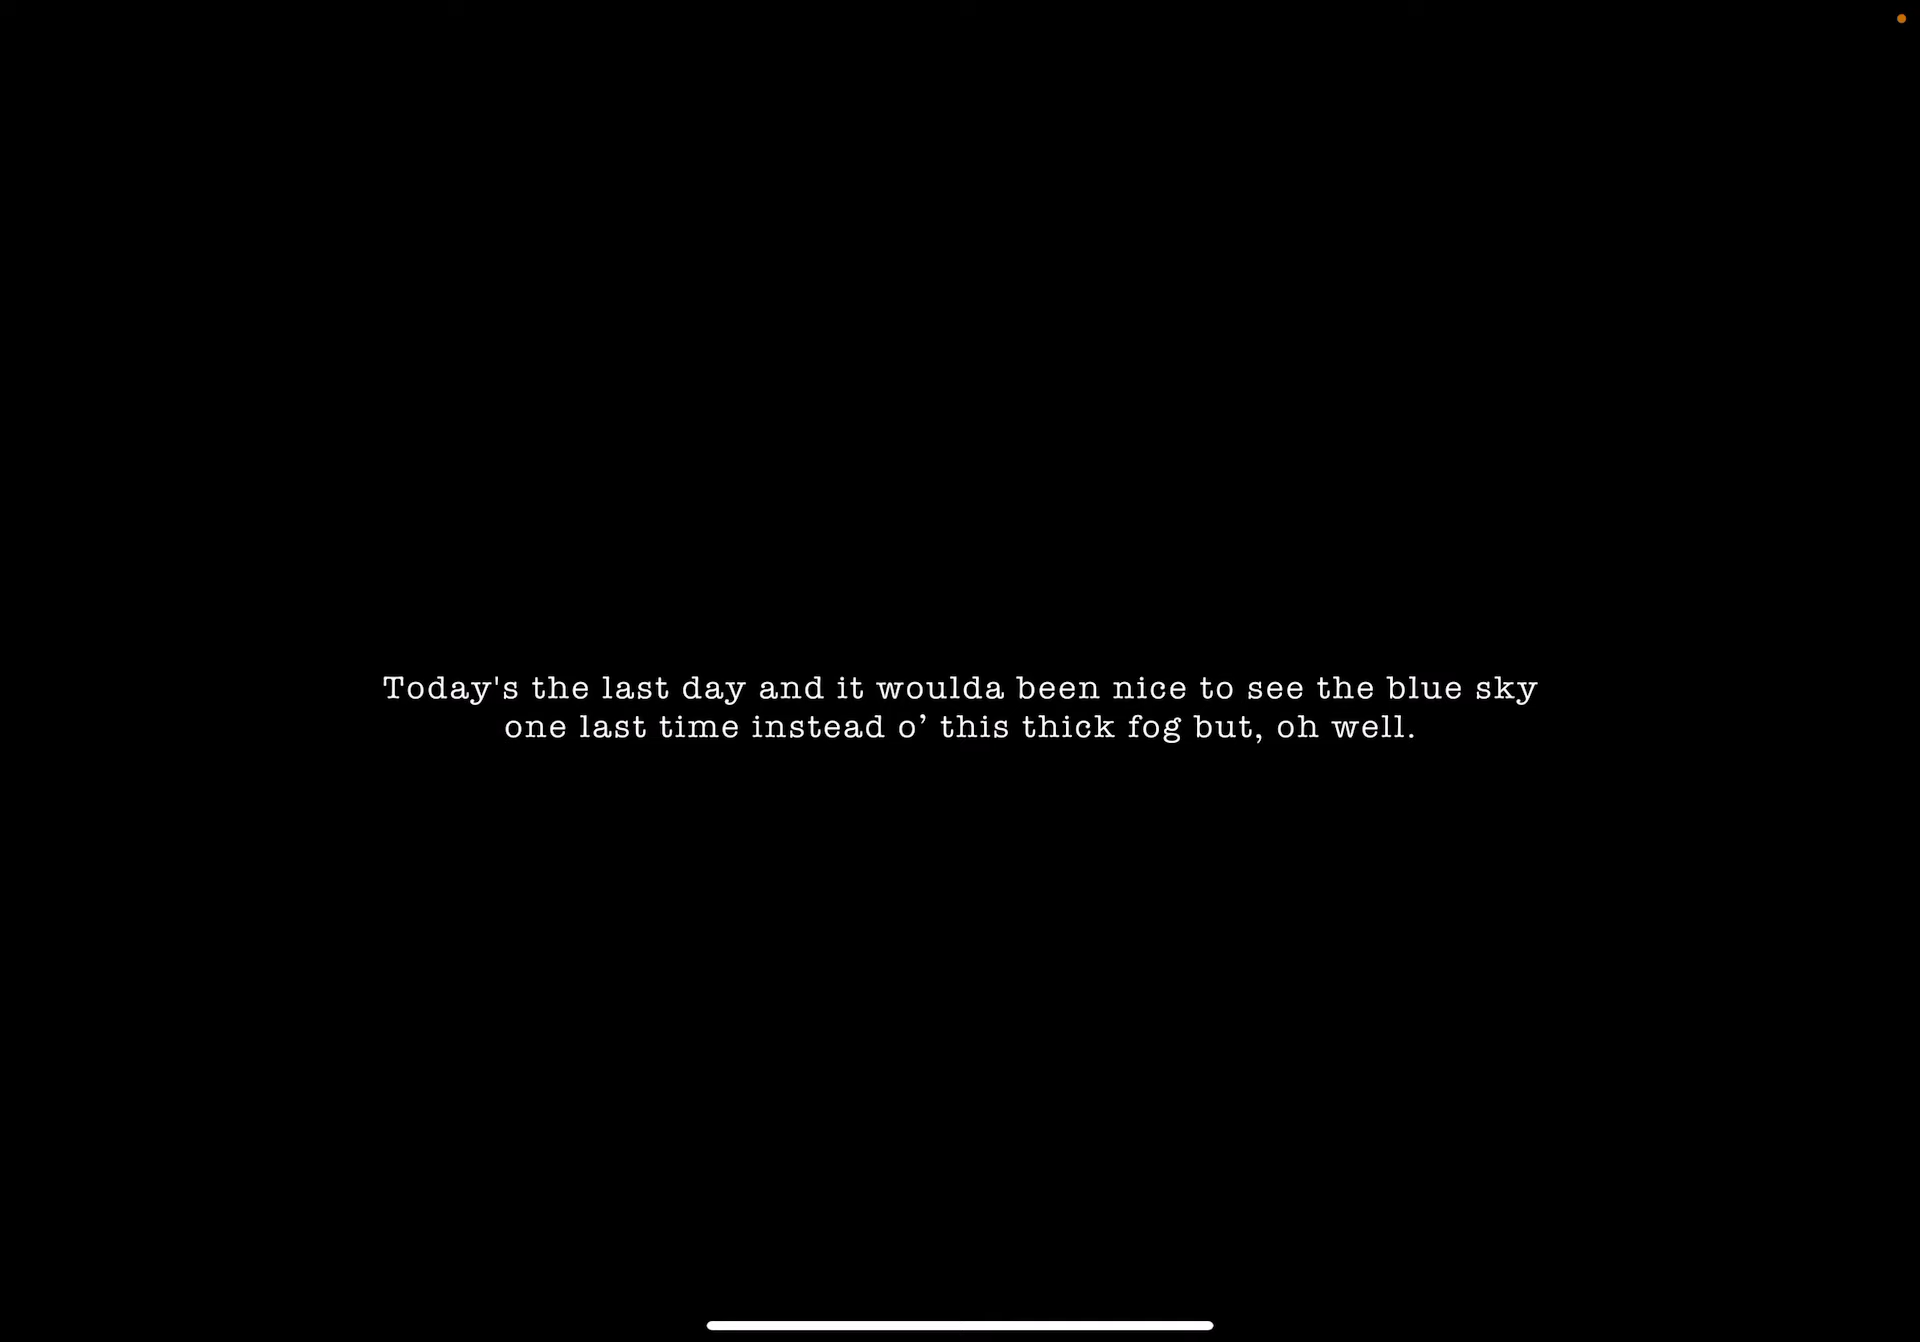 Today's the last day and it woulda been nice to see the blue sky
one last time instead o’ this thick fog but, oh well.